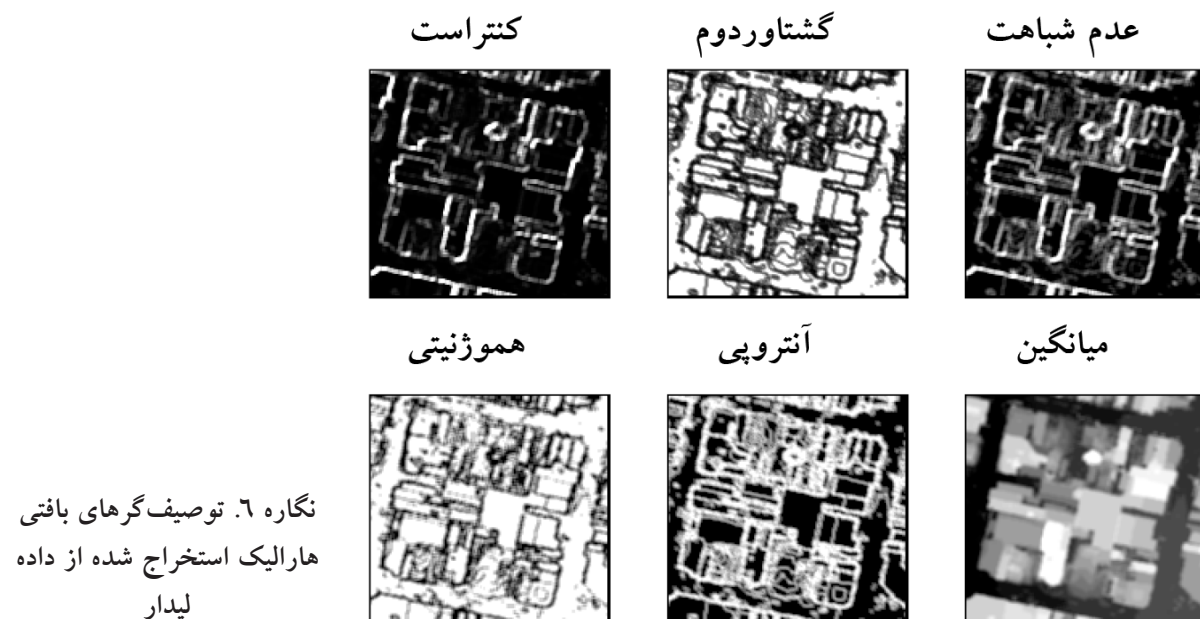 عدم شباهت
گشتاوردوم
کنتراست
میانگین
آنتروپی
هموژنیتی
نگاره ٦. توصیف‌گرهای بافتی
هارالیک استخراج شده از داده
لیدار